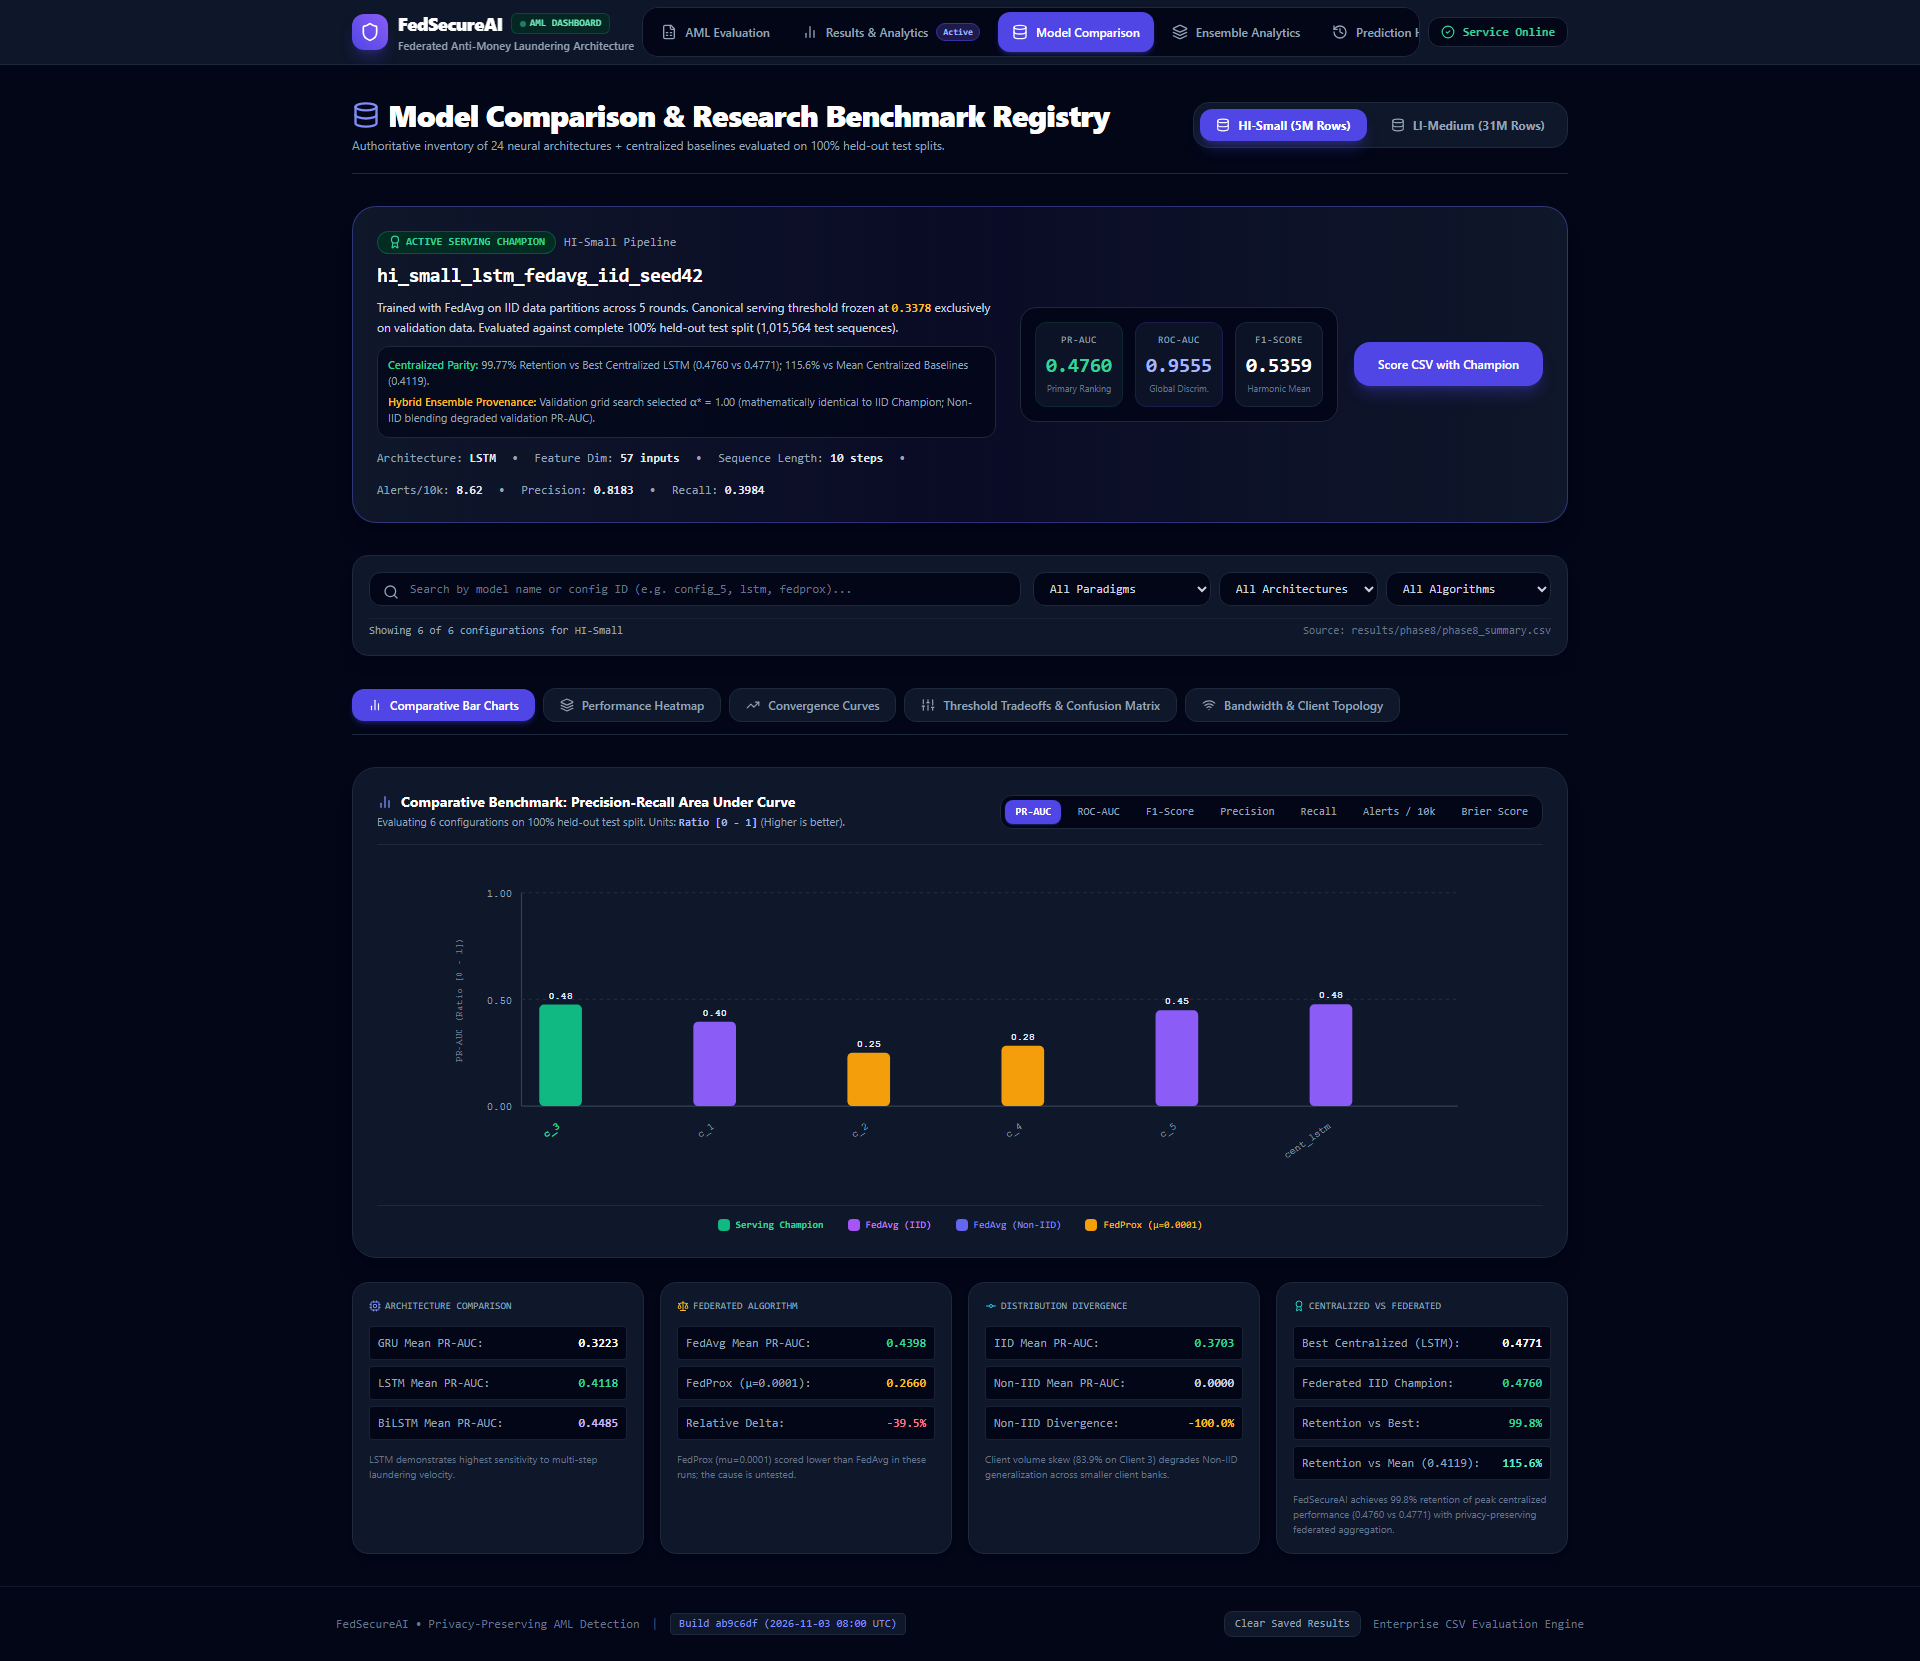 FedSecureAI
AML DASHBOARD
Federated Anti-Money Laundering Architecture
AML Evaluation
Results & Analytics
Active
Model Comparison
Ensemble Analytics
Prediction H
Service Online
Model Comparison & Research Benchmark Registry
Authoritative inventory of 24 neural architectures + centralized baselines evaluated on 100% held-out test splits.
HI-Small (5M Rows)
LI-Medium (31M Rows)
ACTIVE SERVING CHAMPION
HI-Small Pipeline
hi_small_lstm_fedavg_iid_seed42
Trained with FedAvg on IID data partitions across 5 rounds. Canonical serving threshold frozen at 0.3378 exclusively
on validation data. Evaluated against complete 100% held-out test split (1,015,564 test sequences).
Centralized Parity: 99.77% Retention vs Best Centralized LSTM (0.4760 vs 0.4771); 115.6% vs Mean Centralized Baselines
(0.4119).
Hybrid Ensemble Provenance: Validation grid search selected α* = 1.00 (mathematically identical to IID Champion; Non-
IID blending degraded validation PR-AUC).
Architecture: LSTM • Feature Dim: 57 inputs • Sequence Length: 10 steps •
Alerts/10k: 8.62 • Precision: 0.8183 • Recall: 0.3984
PR-AUC
0.4760
Primary Ranking
ROC-AUC
0.9555
Global Discrim.
F1-SCORE
0.5359
Harmonic Mean
Score CSV with Champion
Search by model name or config ID (e.g. config_5, lstm, fedprox)...
All Paradigms
All Architectures
All Algorithms
Showing 6 of 6 configurations for HI-Small
Source: results/phase8/phase8_summary.csv
Comparative Bar Charts
Performance Heatmap
Convergence Curves
Threshold Tradeoffs & Confusion Matrix
Bandwidth & Client Topology
Comparative Benchmark: Precision-Recall Area Under Curve
Evaluating 6 configurations on 100% held-out test split. Units: Ratio [0 - 1] (Higher is better).
PR-AUC
ROC-AUC
F1-Score
Precision
Recall
Alerts / 10k
Brier Score
PR-AUC (Ratio [0 - 1])
1.00
0.50
0.00
0.48
0.40
0.25
0.28
0.45
0.48
c_3
c_1
c_2
c_4
c_5
cent_lstm
Serving Champion
FedAvg (IID)
FedAvg (Non-IID)
FedProx (μ=0.0001)
ARCHITECTURE COMPARISON
GRU Mean PR-AUC: 0.3223
LSTM Mean PR-AUC: 0.4118
BiLSTM Mean PR-AUC: 0.4485
LSTM demonstrates highest sensitivity to multi-step
laundering velocity.
FEDERATED ALGORITHM
FedAvg Mean PR-AUC: 0.4398
FedProx (μ=0.0001): 0.2660
Relative Delta: -39.5%
FedProx (mu=0.0001) scored lower than FedAvg in these
runs; the cause is untested.
DISTRIBUTION DIVERGENCE
IID Mean PR-AUC: 0.3703
Non-IID Mean PR-AUC: 0.0000
Non-IID Divergence: -100.0%
Client volume skew (83.9% on Client 3) degrades Non-IID
generalization across smaller client banks.
CENTRALIZED VS FEDERATED
Best Centralized (LSTM): 0.4771
Federated IID Champion: 0.4760
Retention vs Best: 99.8%
Retention vs Mean (0.4119): 115.6%
FedSecureAI achieves 99.8% retention of peak centralized
performance (0.4760 vs 0.4771) with privacy-preserving
federated aggregation.
FedSecureAI • Privacy-Preserving AML Detection | Build ab9c6df (2026-11-03 08:00 UTC)
Clear Saved Results
Enterprise CSV Evaluation Engine